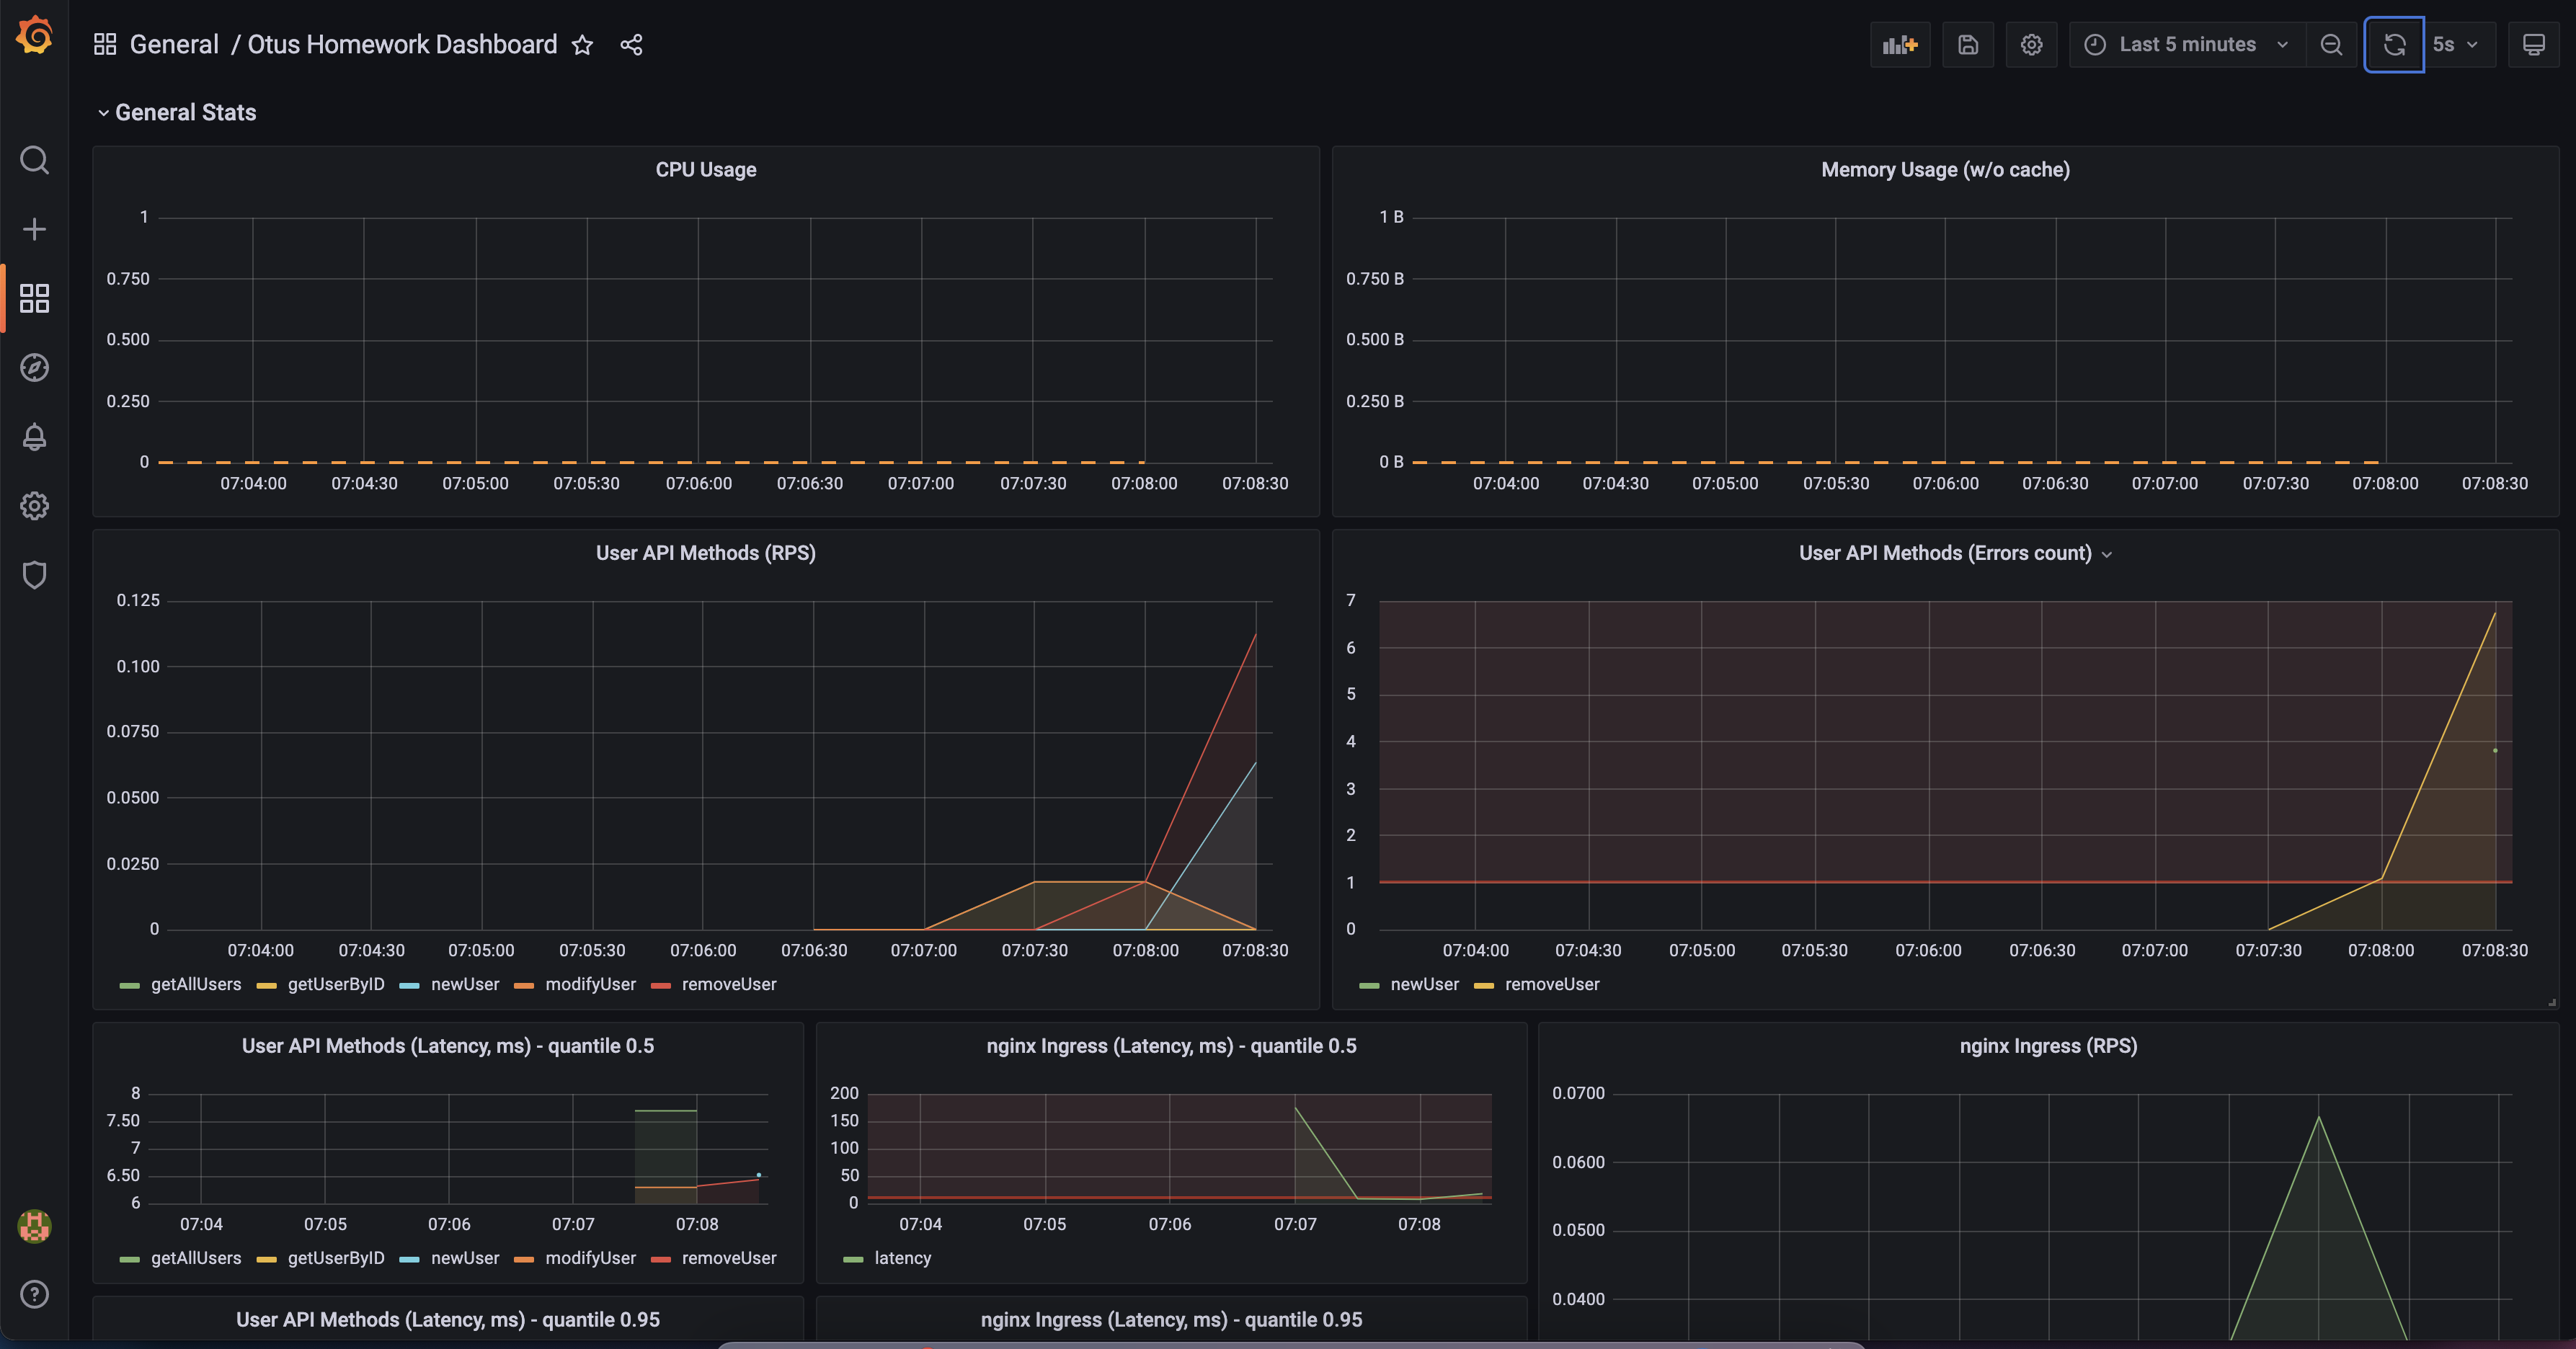 General / Otus Homework Dashboard
Last 5 minutes
5s
General Stats
CPU Usage
1
0.750
0.500
0.250
0
07:04:00 07:04:30 07:05:00 07:05:30 07:06:00 07:06:30 07:07:00 07:07:30 07:08:00 07:08:30
Memory Usage (w/o cache)
1 B
0.750 B
0.500 B
0.250 B
0 B
07:04:00 07:04:30 07:05:00 07:05:30 07:06:00 07:06:30 07:07:00 07:07:30 07:08:00 07:08:30
User API Methods (RPS)
0.125
0.100
0.0750
0.0500
0.0250
0
07:04:00 07:04:30 07:05:00 07:05:30 07:06:00 07:06:30 07:07:00 07:07:30 07:08:00 07:08:30
getAllUsers getUserByID newUser modifyUser removeUser
User API Methods (Errors count)
7
6
5
4
3
2
1
0
07:04:00 07:04:30 07:05:00 07:05:30 07:06:00 07:06:30 07:07:00 07:07:30 07:08:00 07:08:30
newUser removeUser
User API Methods (Latency, ms) - quantile 0.5
8
7.50
7
6.50
6
07:04 07:05 07:06 07:07 07:08
getAllUsers getUserByID newUser modifyUser removeUser
nginx Ingress (Latency, ms) - quantile 0.5
200
150
100
50
0
07:04 07:05 07:06 07:07 07:08
latency
nginx Ingress (RPS)
0.0700
0.0600
0.0500
0.0400
User API Methods (Latency, ms) - quantile 0.95
nginx Ingress (Latency, ms) - quantile 0.95